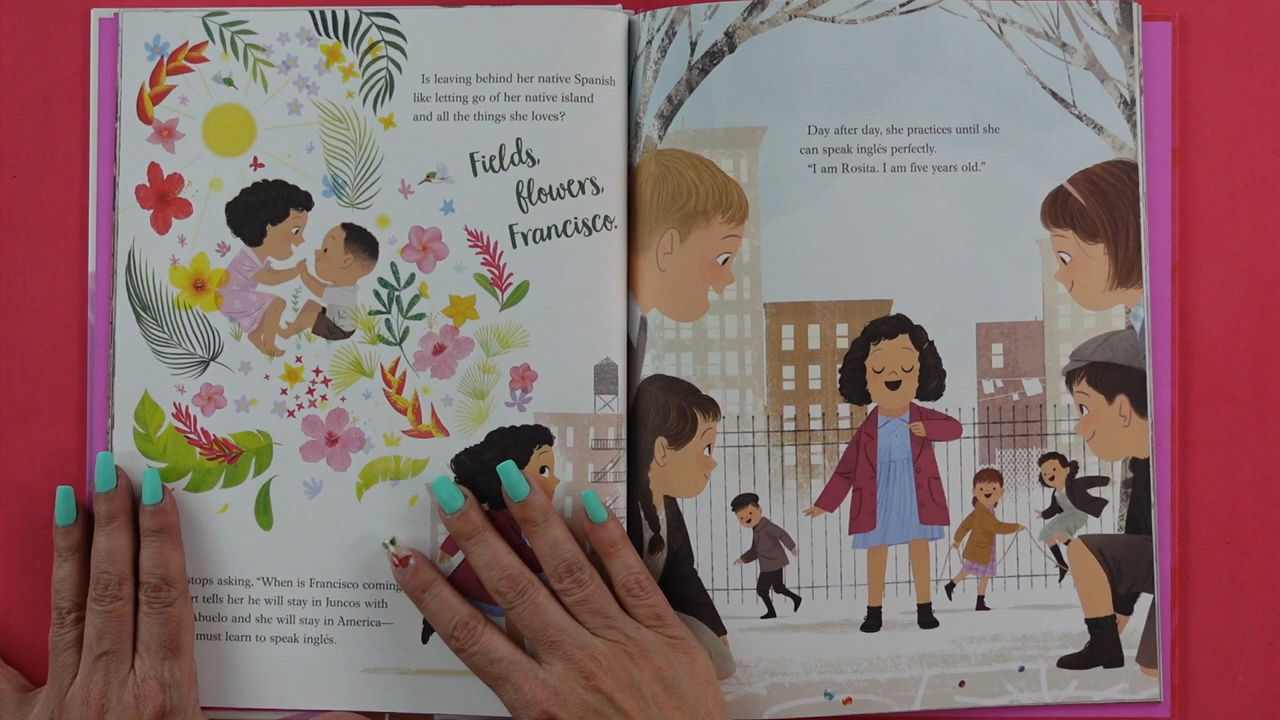 Is leaving behind her native Spanish
like letting go of her native island
and all the things she loves?
Fields,
flowers,
Francisco.
stops asking, “When is Francisco coming
tells her he will stay in Juncos with
Abuelo and she will stay in America—
must learn to speak inglés.
Day after day, she practices until she
can speak inglés perfectly.
“I am Rosita. I am five years old.”